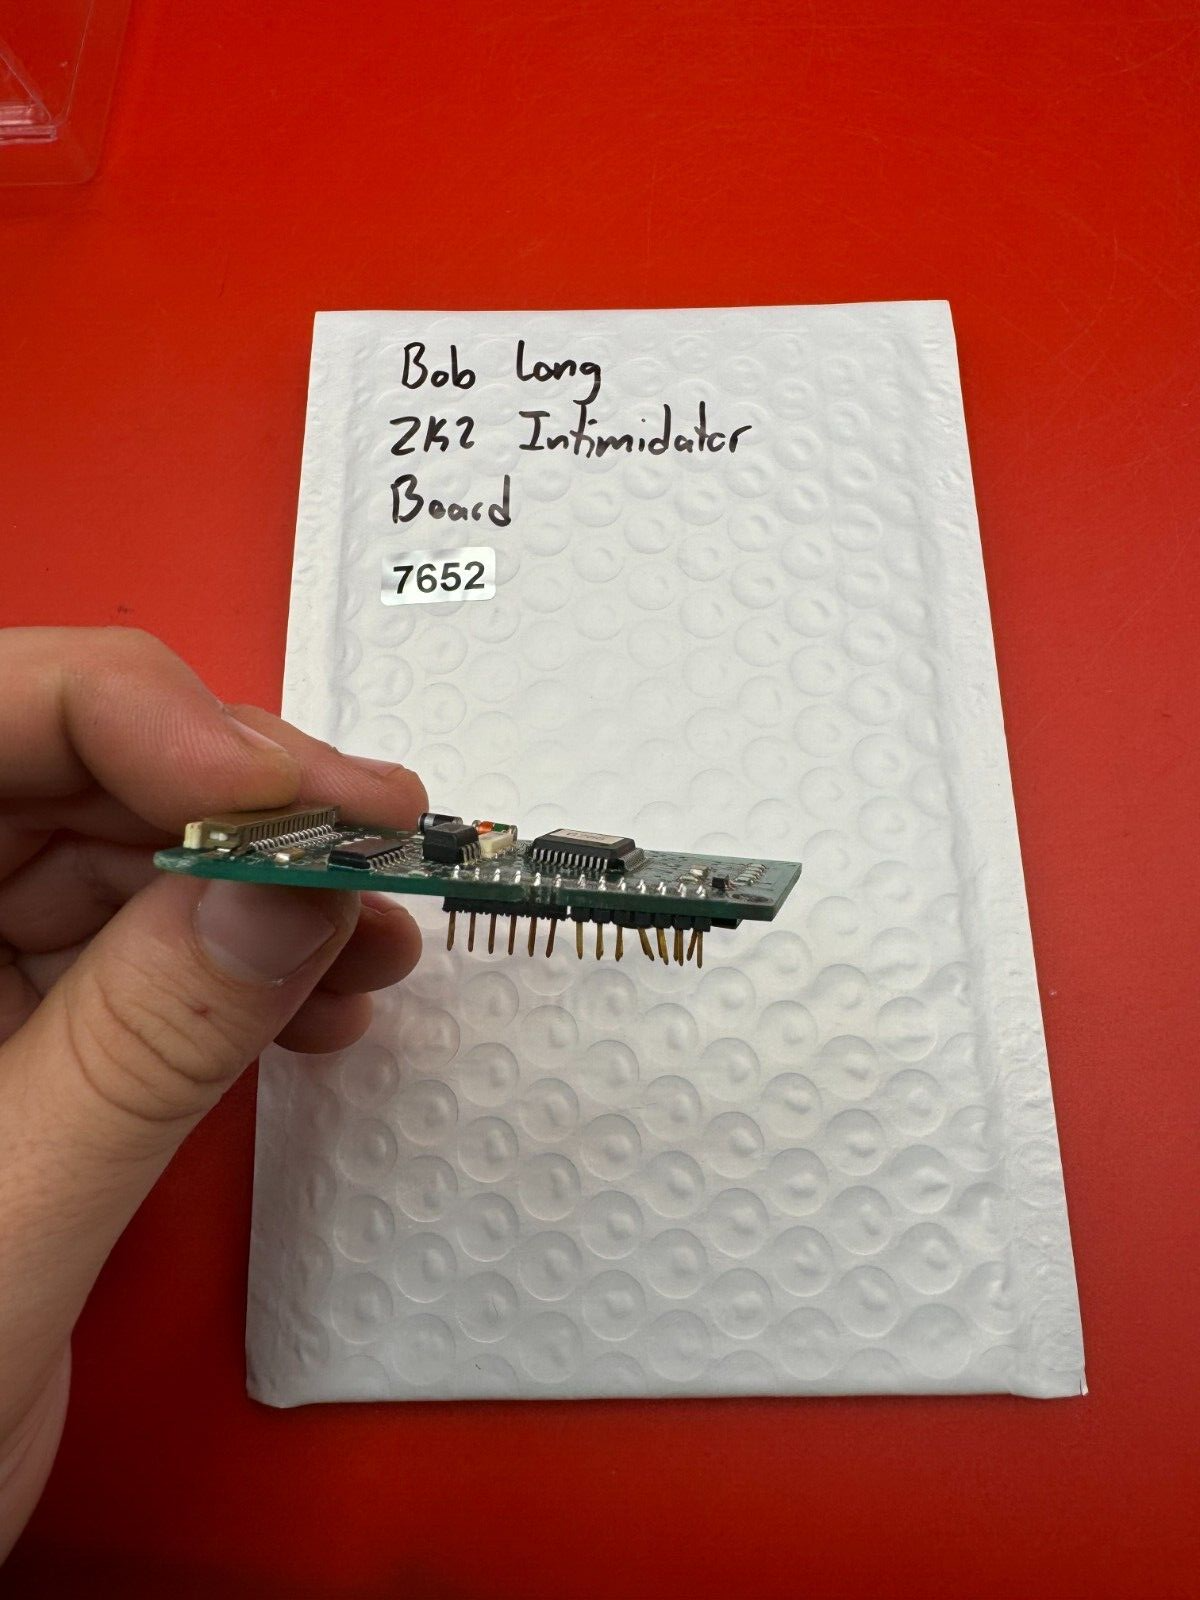 Bob Long
2K2 Intimidator
Board
7652